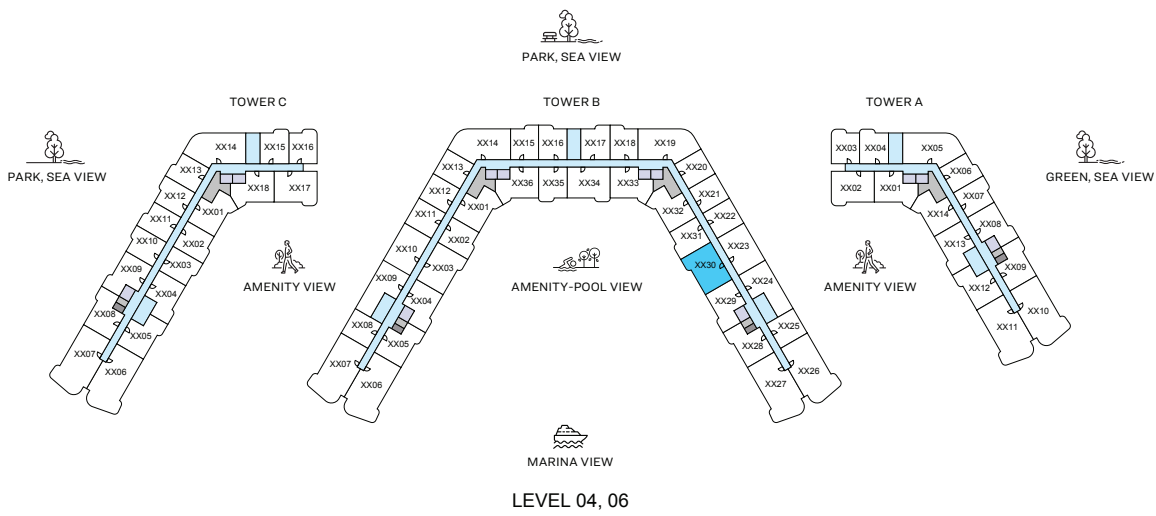 PARK, SEA VIEW
TOWER C
TOWER B
TOWER A
PARK, SEA VIEW
GREEN, SEA VIEW
XX14
XX15
XX16
XX13
XX18
XX17
XX12
XX01
XX11
XX02
XX10
XX03
XX09
XX04
XX08
XX05
XX07
XX06
AMENITY VIEW
XX14
XX15
XX16
XX17
XX18
XX19
XX13
XX36
XX35
XX34
XX33
XX20
XX12
XX01
XX32
XX21
XX11
XX02
XX31
XX22
XX10
XX03
XX30
XX23
XX09
XX04
XX29
XX24
XX08
XX05
XX28
XX25
XX07
XX06
XX27
XX26
AMENITY-POOL VIEW
AMENITY VIEW
XX03
XX04
XX05
XX02
XX01
XX06
XX14
XX07
XX13
XX08
XX12
XX09
XX11
XX10
MARINA VIEW
LEVEL 04, 06